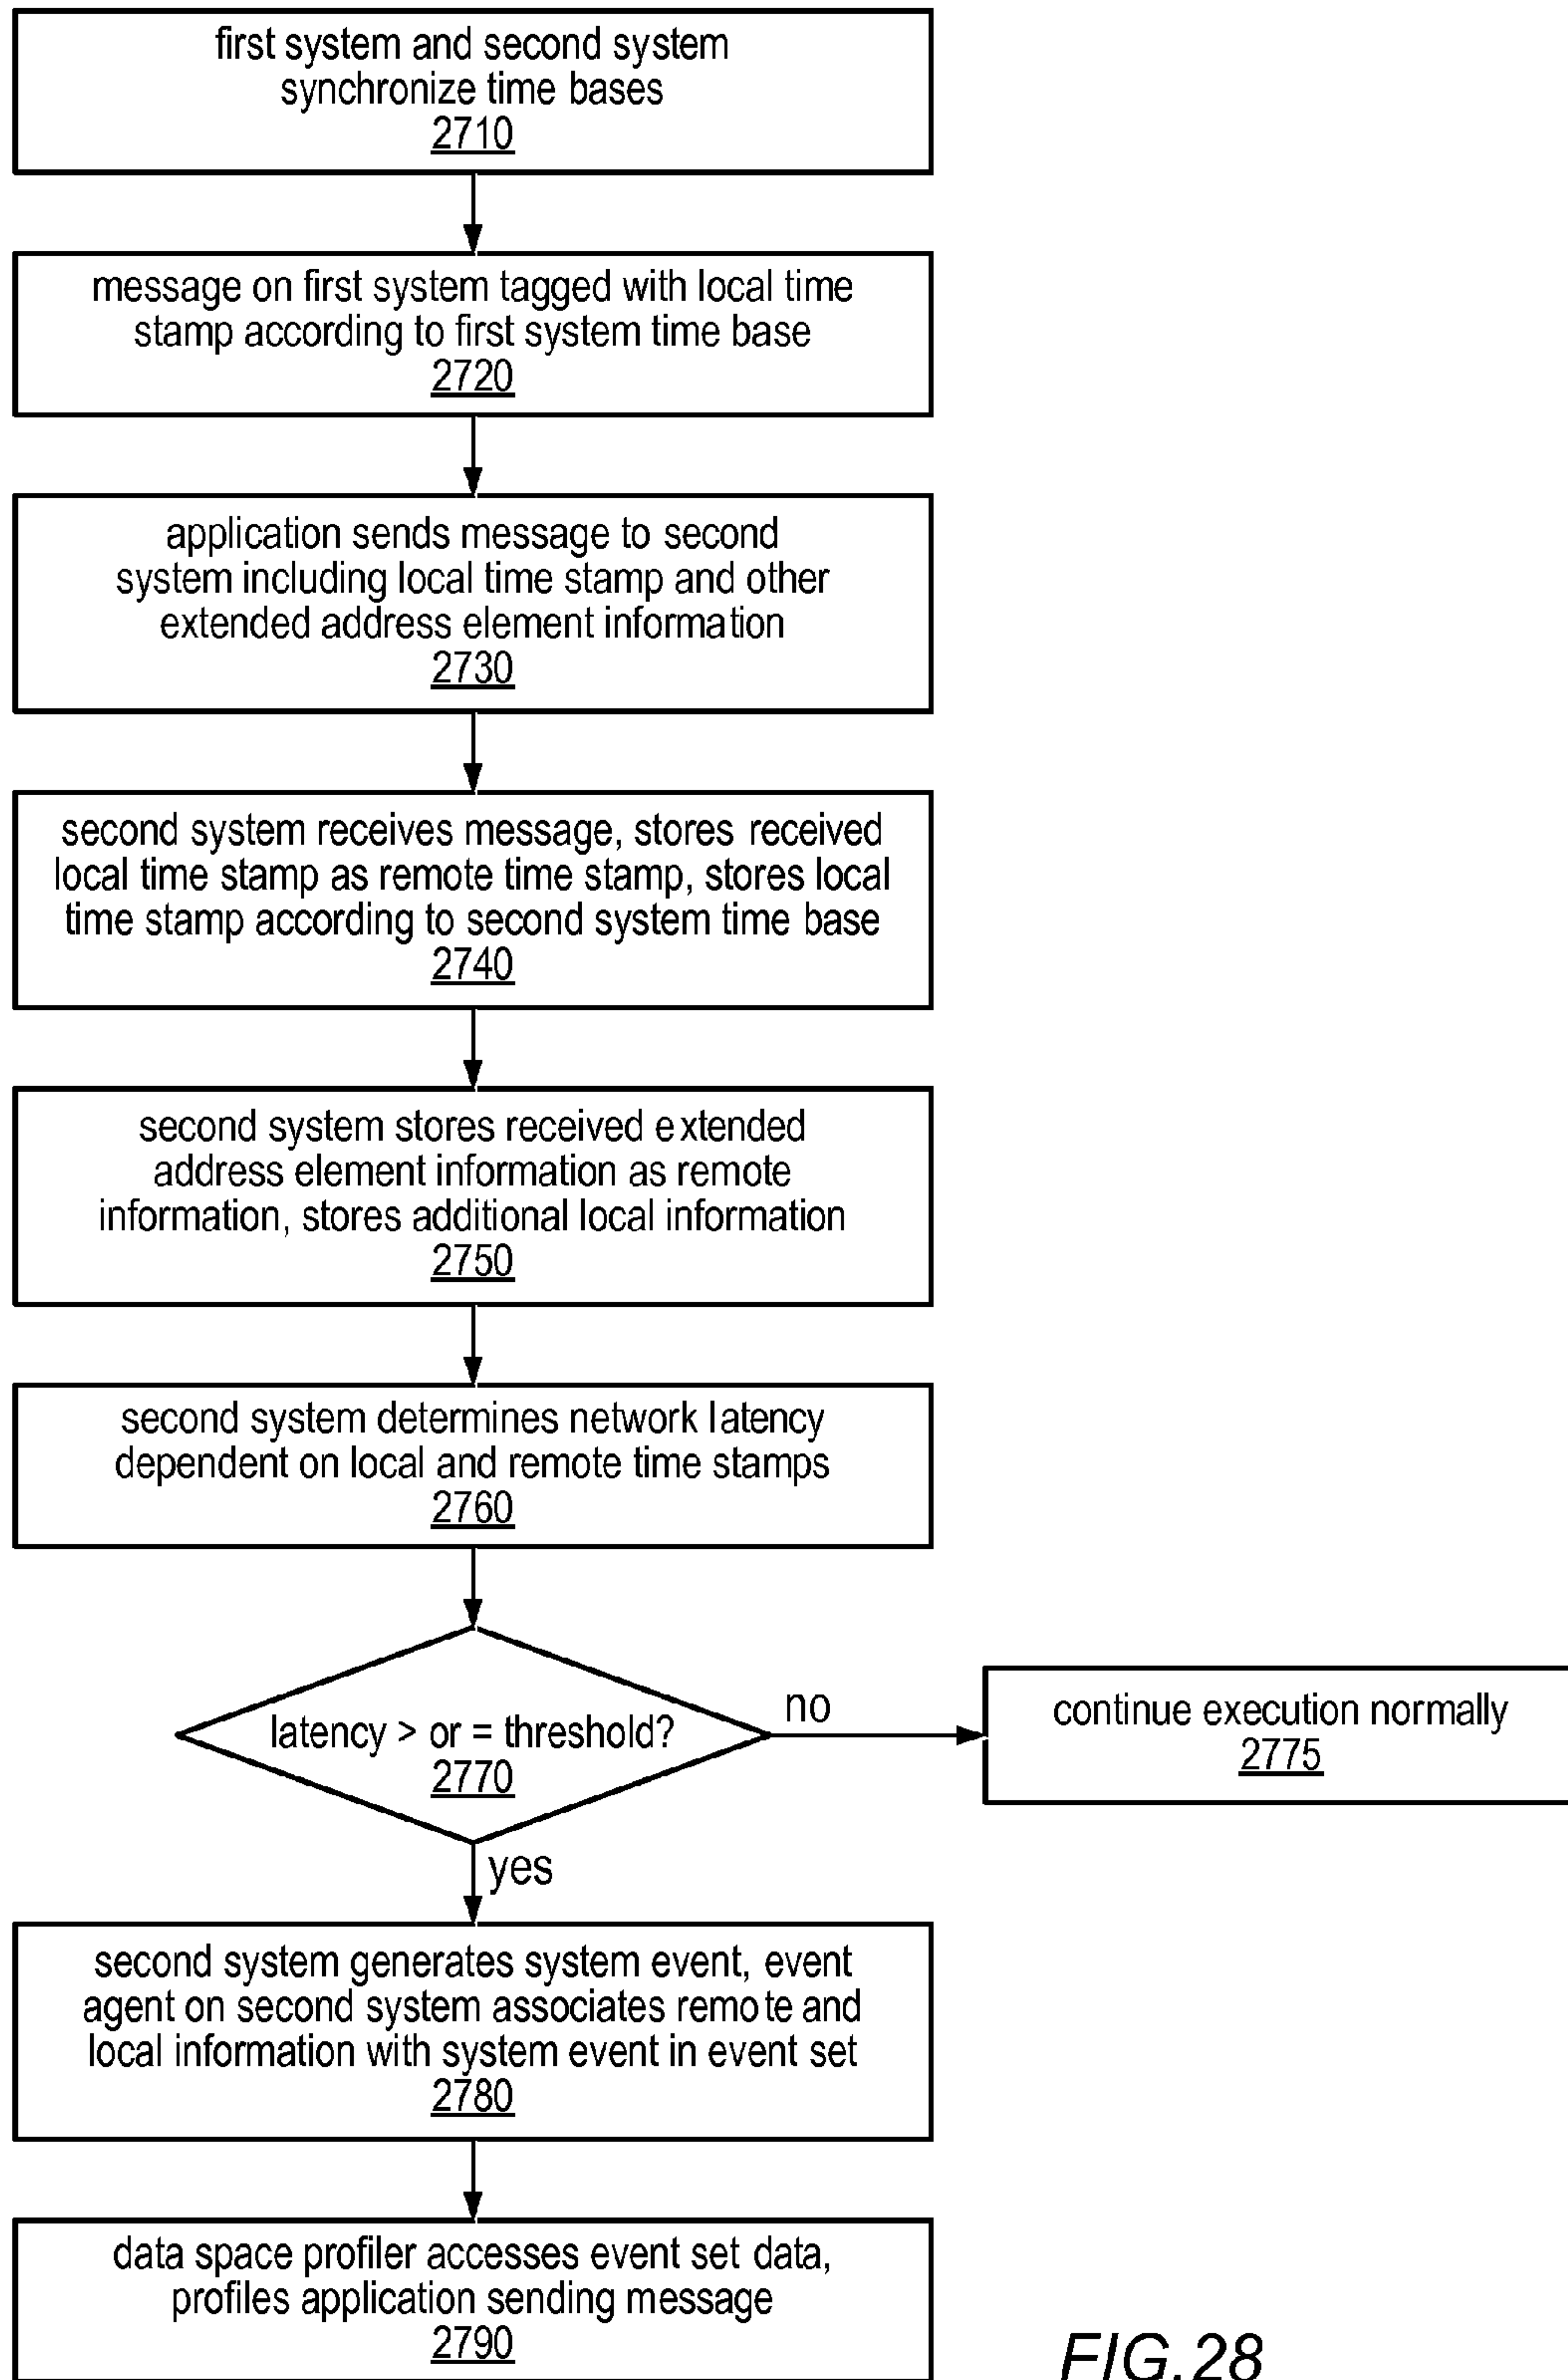 first system and second system
synchronize time bases
2710
message on first system tagged with local time
stamp according to first system time base
2720
application sends message to second
system including local time stamp and other
extended address element information
2730
second system receives message, stores received
local time stamp as remote time stamp, stores local
time stamp according to second system time base
2740
second system stores received extended
address element information as remote
information, stores additional local information
2750
second system determines network latency
dependent on local and remote time stamps
2760
latency > or = threshold?
2770
no
continue execution normally
2775
yes
second system generates system event, event
agent on second system associates remote and
local information with system event in event set
2780
data space profiler accesses event set data,
profiles application sending message
2790
FIG.28